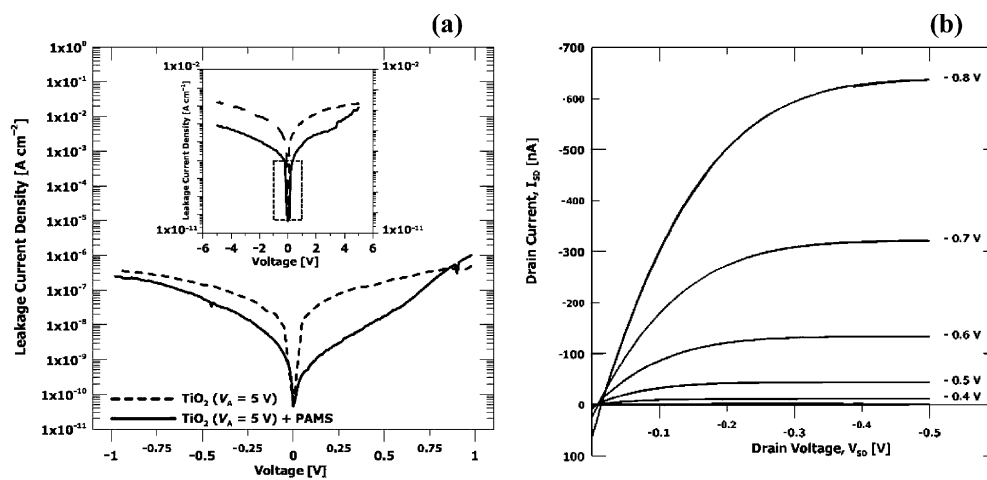 (a)
1x10⁰
1x10⁻¹
1x10⁻²
1x10⁻³
1x10⁻⁴
1x10⁻⁵
1x10⁻⁶
1x10⁻⁷
1x10⁻⁸
1x10⁻⁹
1x10⁻¹⁰
1x10⁻¹¹
Leakage Current Density [A cm⁻²]
-1 -0.75 -0.5 -0.25 0 0.25 0.5 0.75 1
Voltage [V]
TiO₂ (V_A = 5 V)
TiO₂ (V_A = 5 V) + PAMS
1x10⁻² 1x10⁻²
Leakage Current Density [A cm⁻²]
1x10⁻¹¹ 1x10⁻¹¹
-6 -4 -2 0 2 4 6
Voltage [V]
(b)
-700
-600
-500
-400
-300
-200
-100
0
100
Drain Current, I_SD [nA]
- 0.8 V
- 0.7 V
- 0.6 V
- 0.5 V
- 0.4 V
-0.1 -0.2 -0.3 -0.4 -0.5
Drain Voltage, V_SD [V]